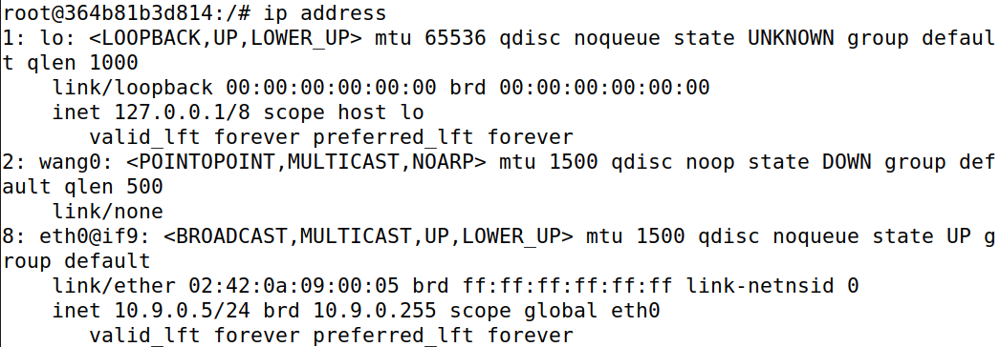 root@364b81b3d814:/# ip address
1: lo: <LOOPBACK,UP,LOWER_UP> mtu 65536 qdisc noqueue state UNKNOWN group defaul
t qlen 1000
    link/loopback 00:00:00:00:00:00 brd 00:00:00:00:00:00
    inet 127.0.0.1/8 scope host lo
       valid_lft forever preferred_lft forever
2: wang0: <POINTOPOINT,MULTICAST,NOARP> mtu 1500 qdisc noop state DOWN group def
ault qlen 500
    link/none
8: eth0@if9: <BROADCAST,MULTICAST,UP,LOWER_UP> mtu 1500 qdisc noqueue state UP g
roup default
    link/ether 02:42:0a:09:00:05 brd ff:ff:ff:ff:ff:ff link-netnsid 0
    inet 10.9.0.5/24 brd 10.9.0.255 scope global eth0
       valid_lft forever preferred_lft forever